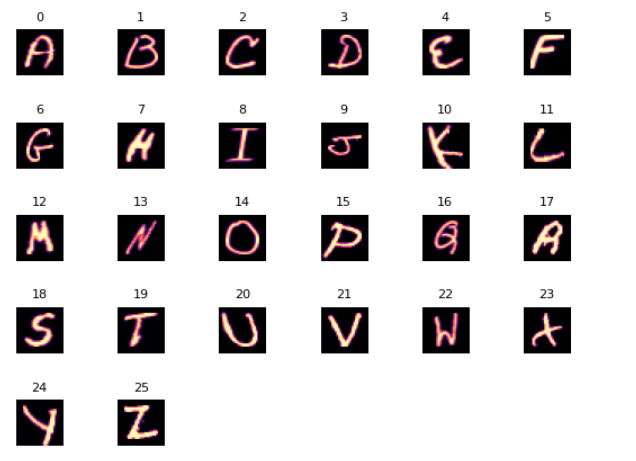 0 1 2 3 4 5
A B C D E F
6 7 8 9 10 11
G H I J K L
12 13 14 15 16 17
M N O P Q R
18 19 20 21 22 23
S T U V W X
24 25
Y Z